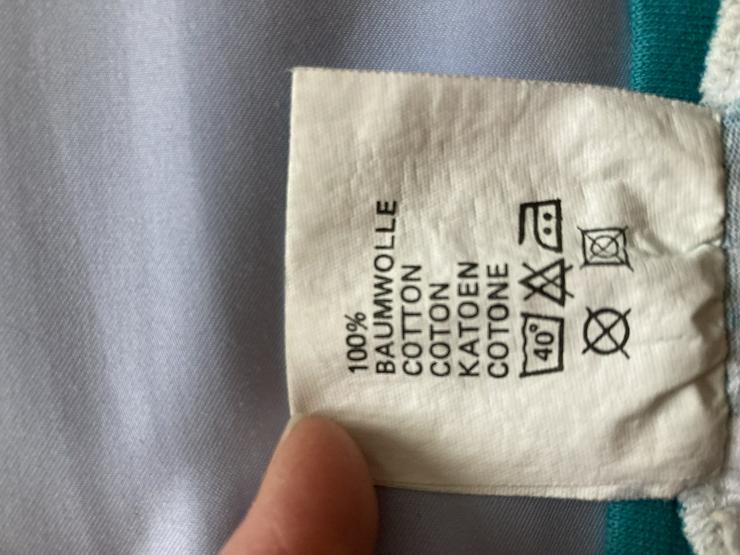 100%
BAUMWOLLE
COTTON
COTON
KATOEN
COTONE
40°